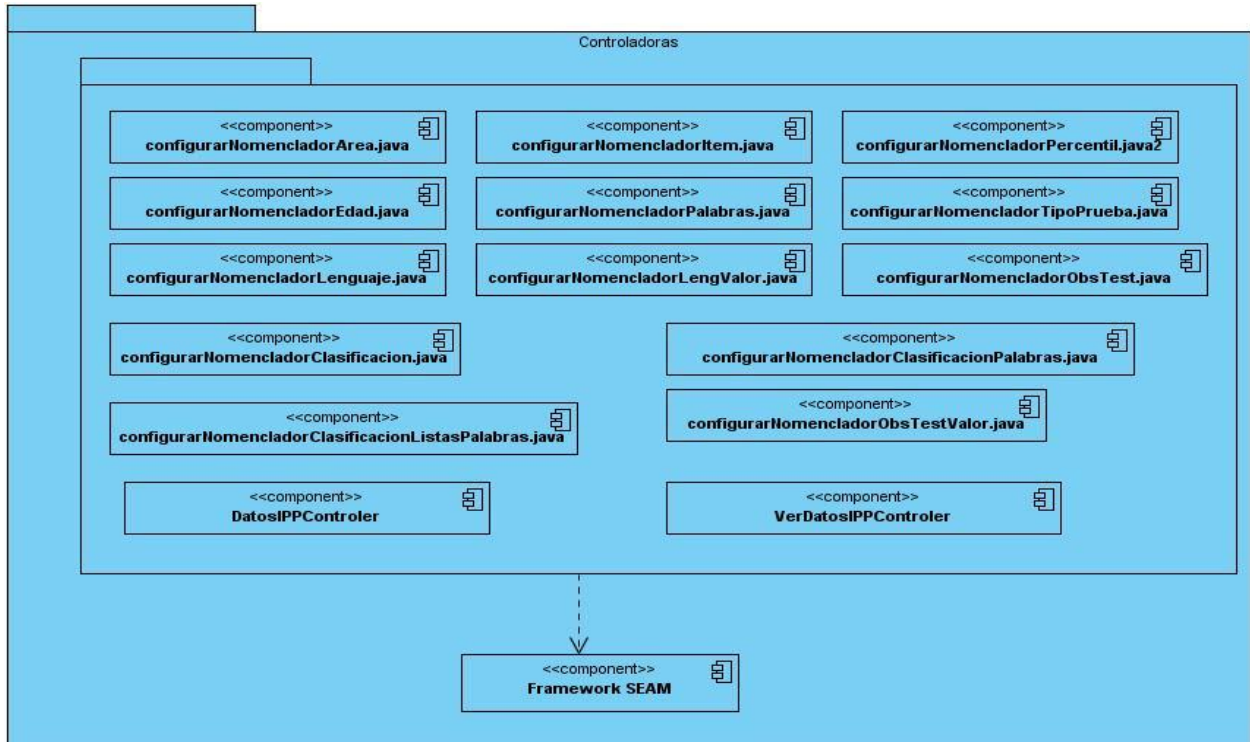 Controladoras
<<component>>
configurarNomencladorArea.java
<<component>>
configurarNomencladorItem.java
<<component>>
configurarNomencladorPercentil.java2
<<component>>
configurarNomencladorEdad.java
<<component>>
configurarNomencladorPalabras.java
<<component>>
configurarNomencladorTipoPrueba.java
<<component>>
configurarNomencladorLenguaje.java
<<component>>
configurarNomencladorLengValor.java
<<component>>
configurarNomencladorObsTest.java
<<component>>
configurarNomencladorClasificacion.java
<<component>>
configurarNomencladorClasificacionPalabras.java
<<component>>
configurarNomencladorClasificacionListasPalabras.java
<<component>>
configurarNomencladorObsTestValor.java
<<component>>
DatosIPPControler
<<component>>
VerDatosIPPControler
<<component>>
Framework SEAM